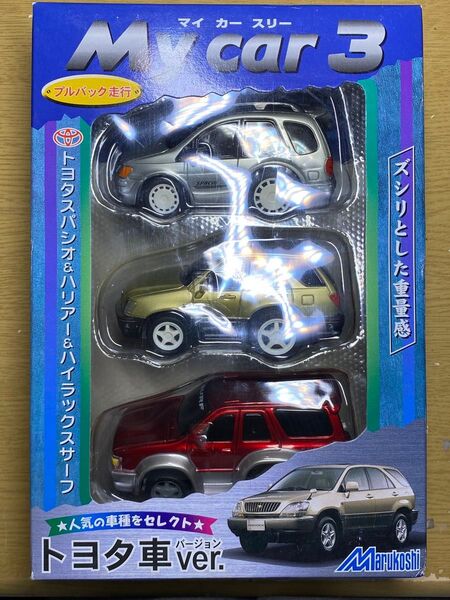 マイ カー スリー
My car 3
プルバック走行
トヨタスパシオ&ハリアー&ハイラックスサーフ
ズシリとした重量感
SPACIO
★人気の車種をセレクト★
トヨタ車バージョンver.
Marukoshi